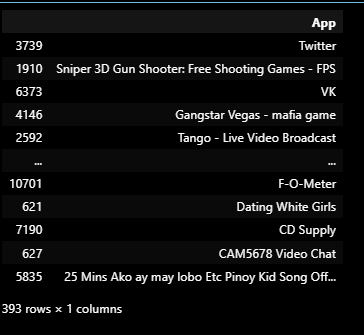 App
3739 Twitter
1910 Sniper 3D Gun Shooter: Free Shooting Games - FPS
6373 VK
4146 Gangstar Vegas - mafia game
2592 Tango - Live Video Broadcast
... ...
10701 F-O-Meter
621 Dating White Girls
7190 CD Supply
627 CAM5678 Video Chat
5835 25 Mins Ako ay may lobo Etc Pinoy Kid Song Off...
393 rows × 1 columns